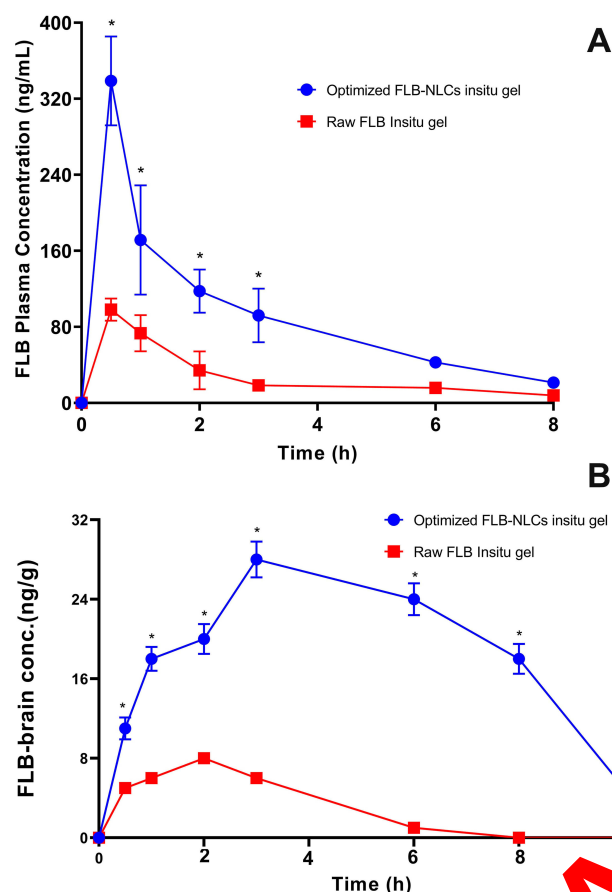 A
400
320
240
160
80
0
FLB Plasma Concentration (ng/mL)
Optimized FLB-NLCs insitu gel
Raw FLB Insitu gel
* * * *
0 2 4 6 8
Time (h)
B
32
24
16
8
0
FLB-brain conc.(ng/g)
Optimized FLB-NLCs insitu gel
Raw FLB Insitu gel
* * * * * * *
0 2 4 6 8
Time (h)